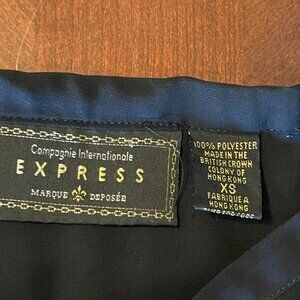 Compagnie Internationale
EXPRESS
MARQUE DEPOSÉE
100% POLYESTER
MADE IN THE
BRITISH CROWN
COLONY OF
HONG KONG
XS
FABRIQUE A
HONG KONG